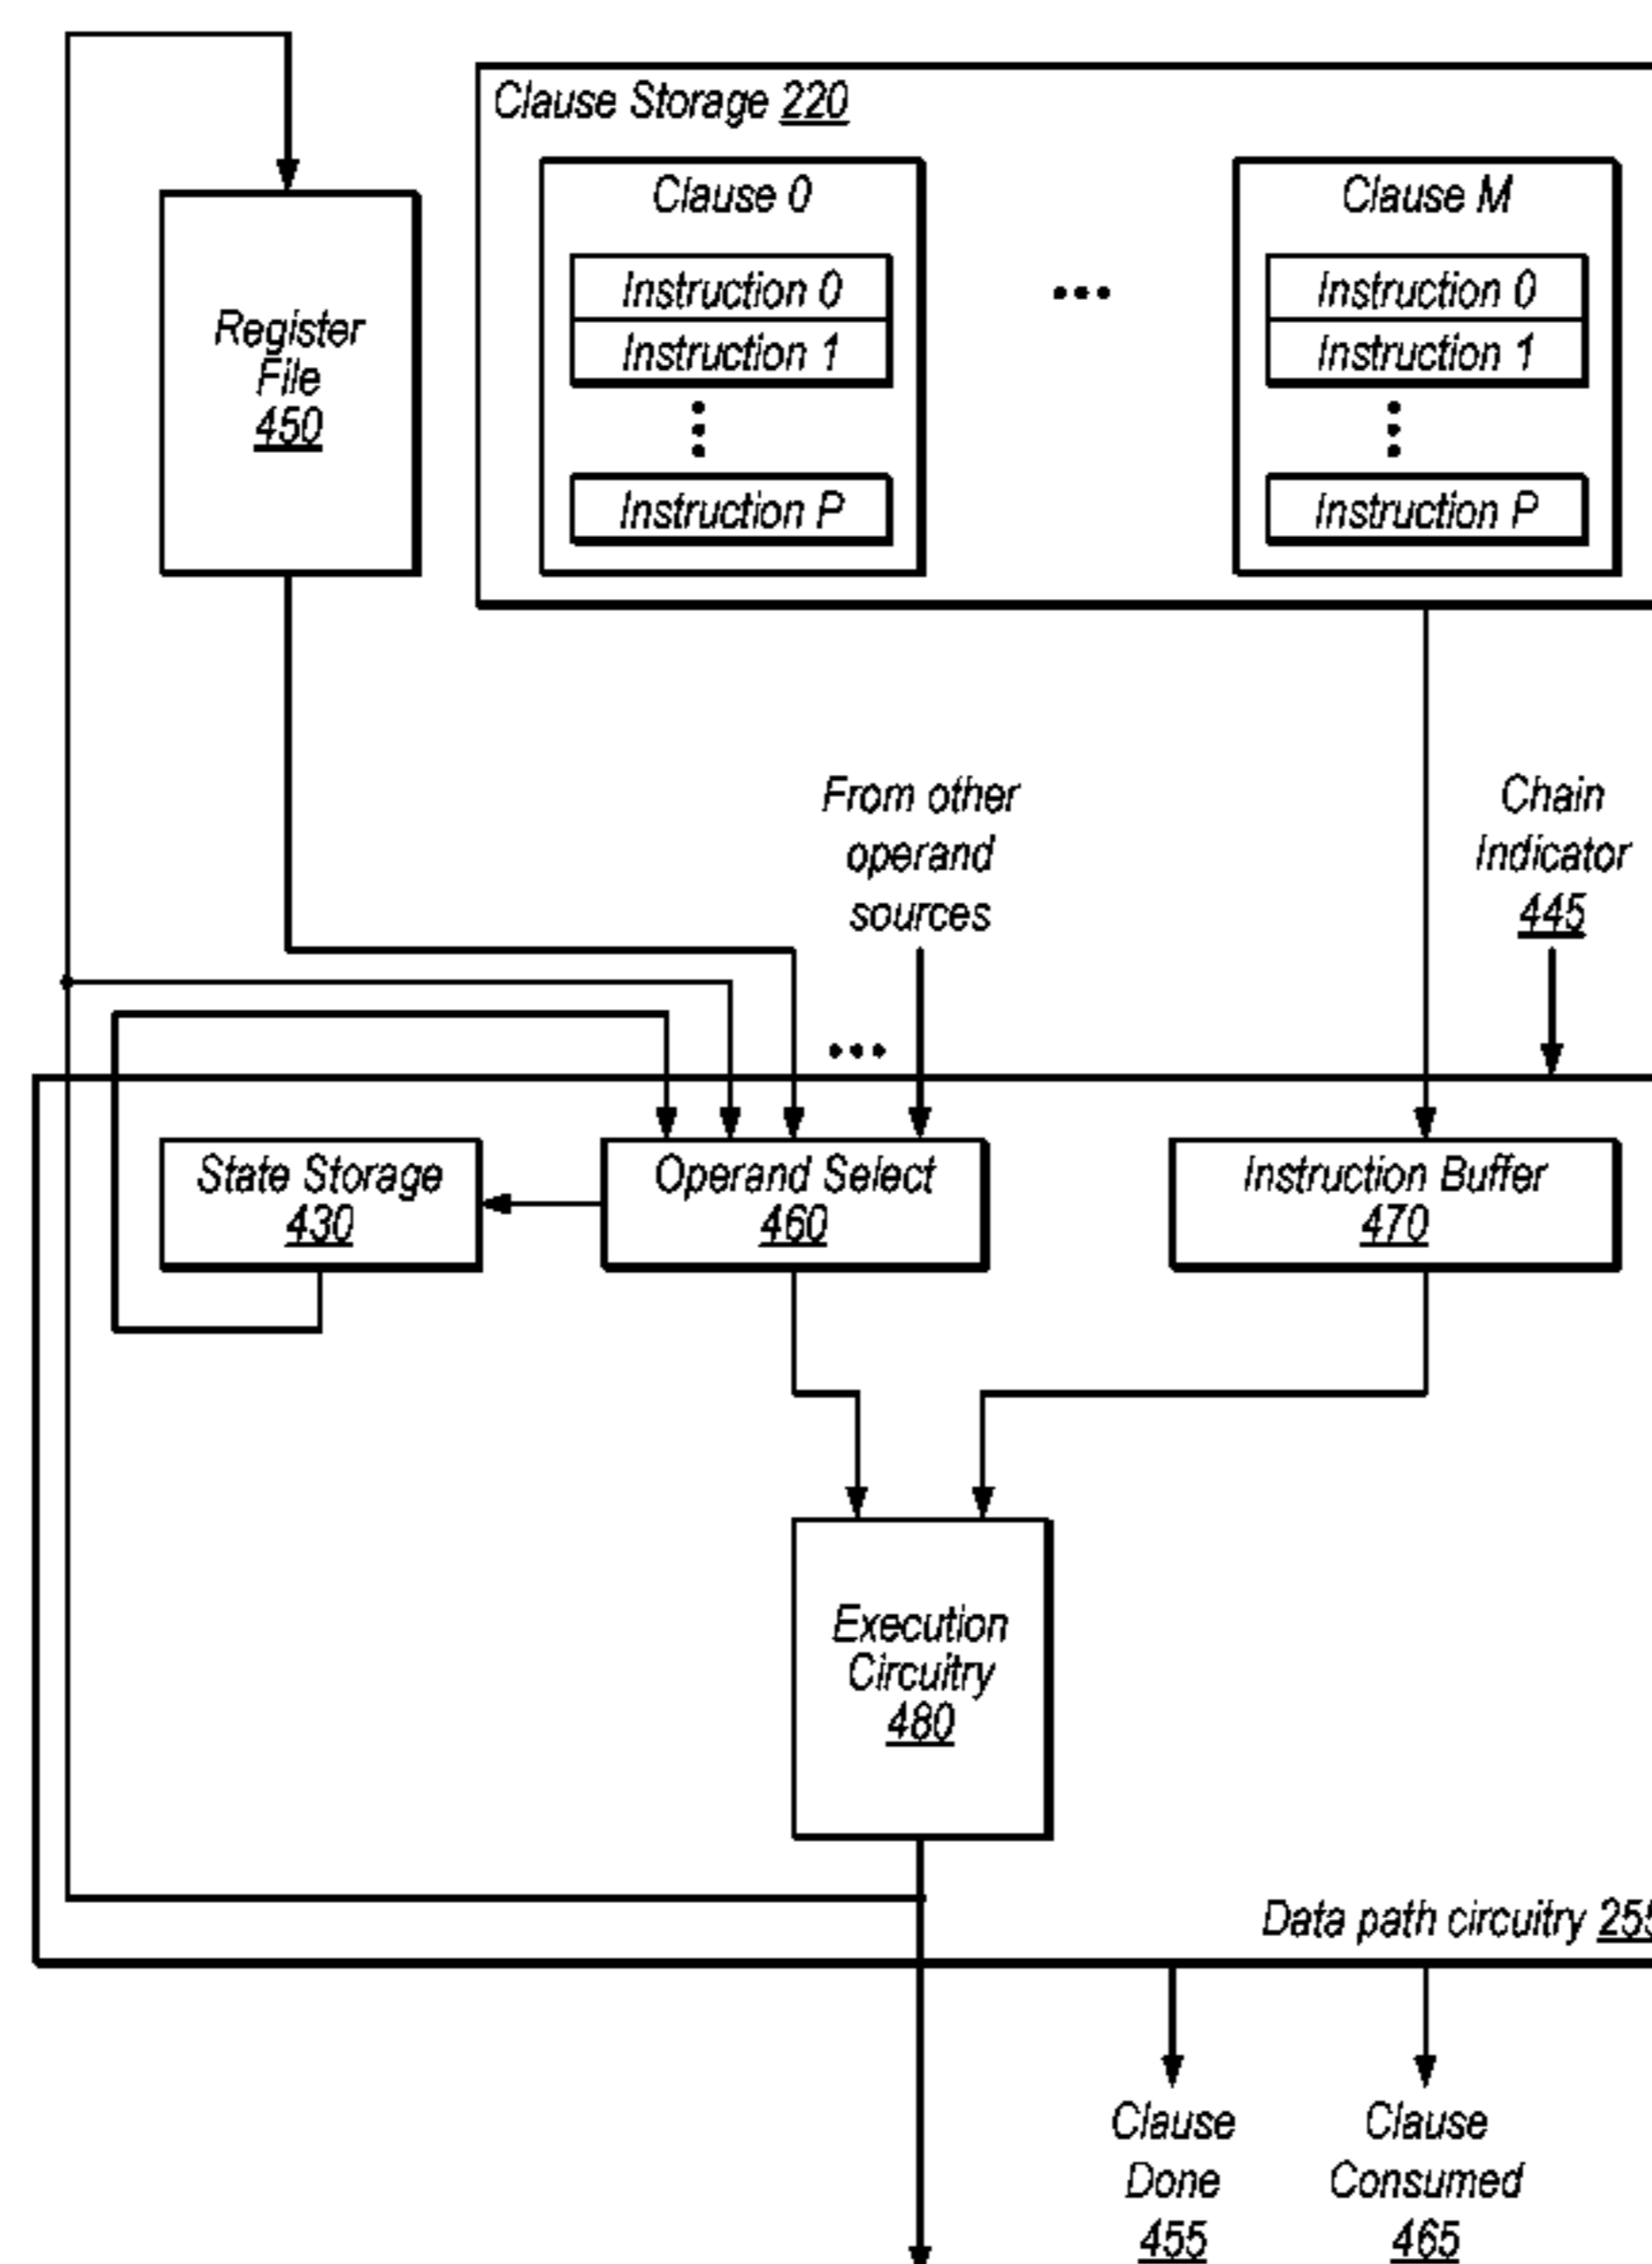 Clause Storage 220
Clause 0
Instruction 0
Instruction 1
Instruction P
...
Clause M
Instruction 0
Instruction 1
Instruction P
Register
File
450
From other
operand
sources
Chain
Indicator
445
...
State Storage
430
Operand Select
460
Instruction Buffer
470
Execution
Circuitry
480
Data path circuitry 255
Clause
Done
455
Clause
Consumed
465